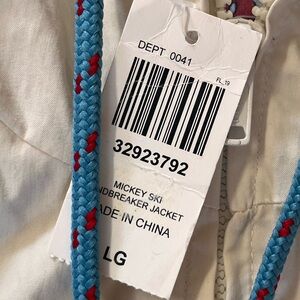 DEPT 0041
FL_19
32923792
MICKEY SKI
NDBREAKER JACKET
ADE IN CHINA
LG